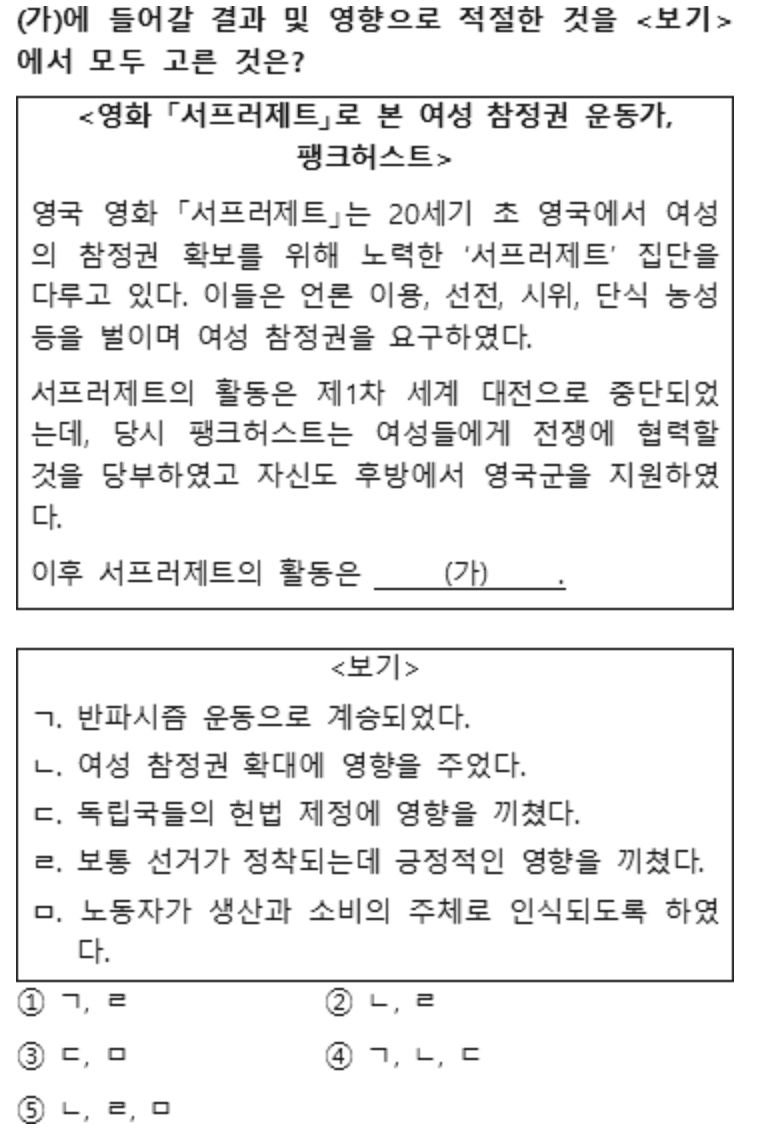 (가)에 들어갈 결과 및 영향으로 적절한 것을 <보기>
에서 모두 고른 것은?
<영화 「서프러제트」로 본 여성 참정권 운동가,
팽크허스트>
영국 영화 「서프러제트」는 20세기 초 영국에서 여성
의 참정권 확보를 위해 노력한 ‘서프러제트’ 집단을
다루고 있다. 이들은 언론 이용, 선전, 시위, 단식 농성
등을 벌이며 여성 참정권을 요구하였다.
서프러제트의 활동은 제1차 세계 대전으로 중단되었
는데, 당시 팽크허스트는 여성들에게 전쟁에 협력할
것을 당부하였고 자신도 후방에서 영국군을 지원하였
다.
이후 서프러제트의 활동은 (가) .
<보기>
ㄱ. 반파시즘 운동으로 계승되었다.
ㄴ. 여성 참정권 확대에 영향을 주었다.
ㄷ. 독립국들의 헌법 제정에 영향을 끼쳤다.
ㄹ. 보통 선거가 정착되는데 긍정적인 영향을 끼쳤다.
ㅁ. 노동자가 생산과 소비의 주체로 인식되도록 하였
다.
① ㄱ, ㄹ ② ㄴ, ㄹ
③ ㄷ, ㅁ ④ ㄱ, ㄴ, ㄷ
⑤ ㄴ, ㄹ, ㅁ